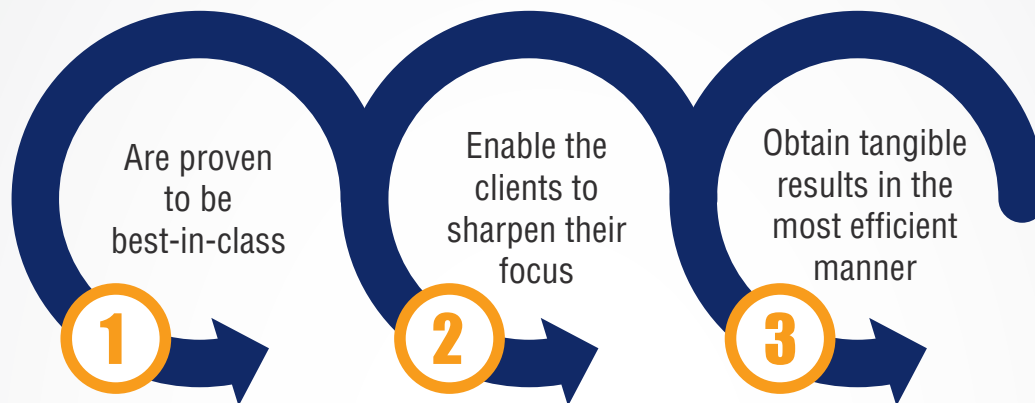 Are proven
to be
best-in-class
1
Enable the
clients to
sharpen their
focus
2
Obtain tangible
results in the
most efficient
manner
3